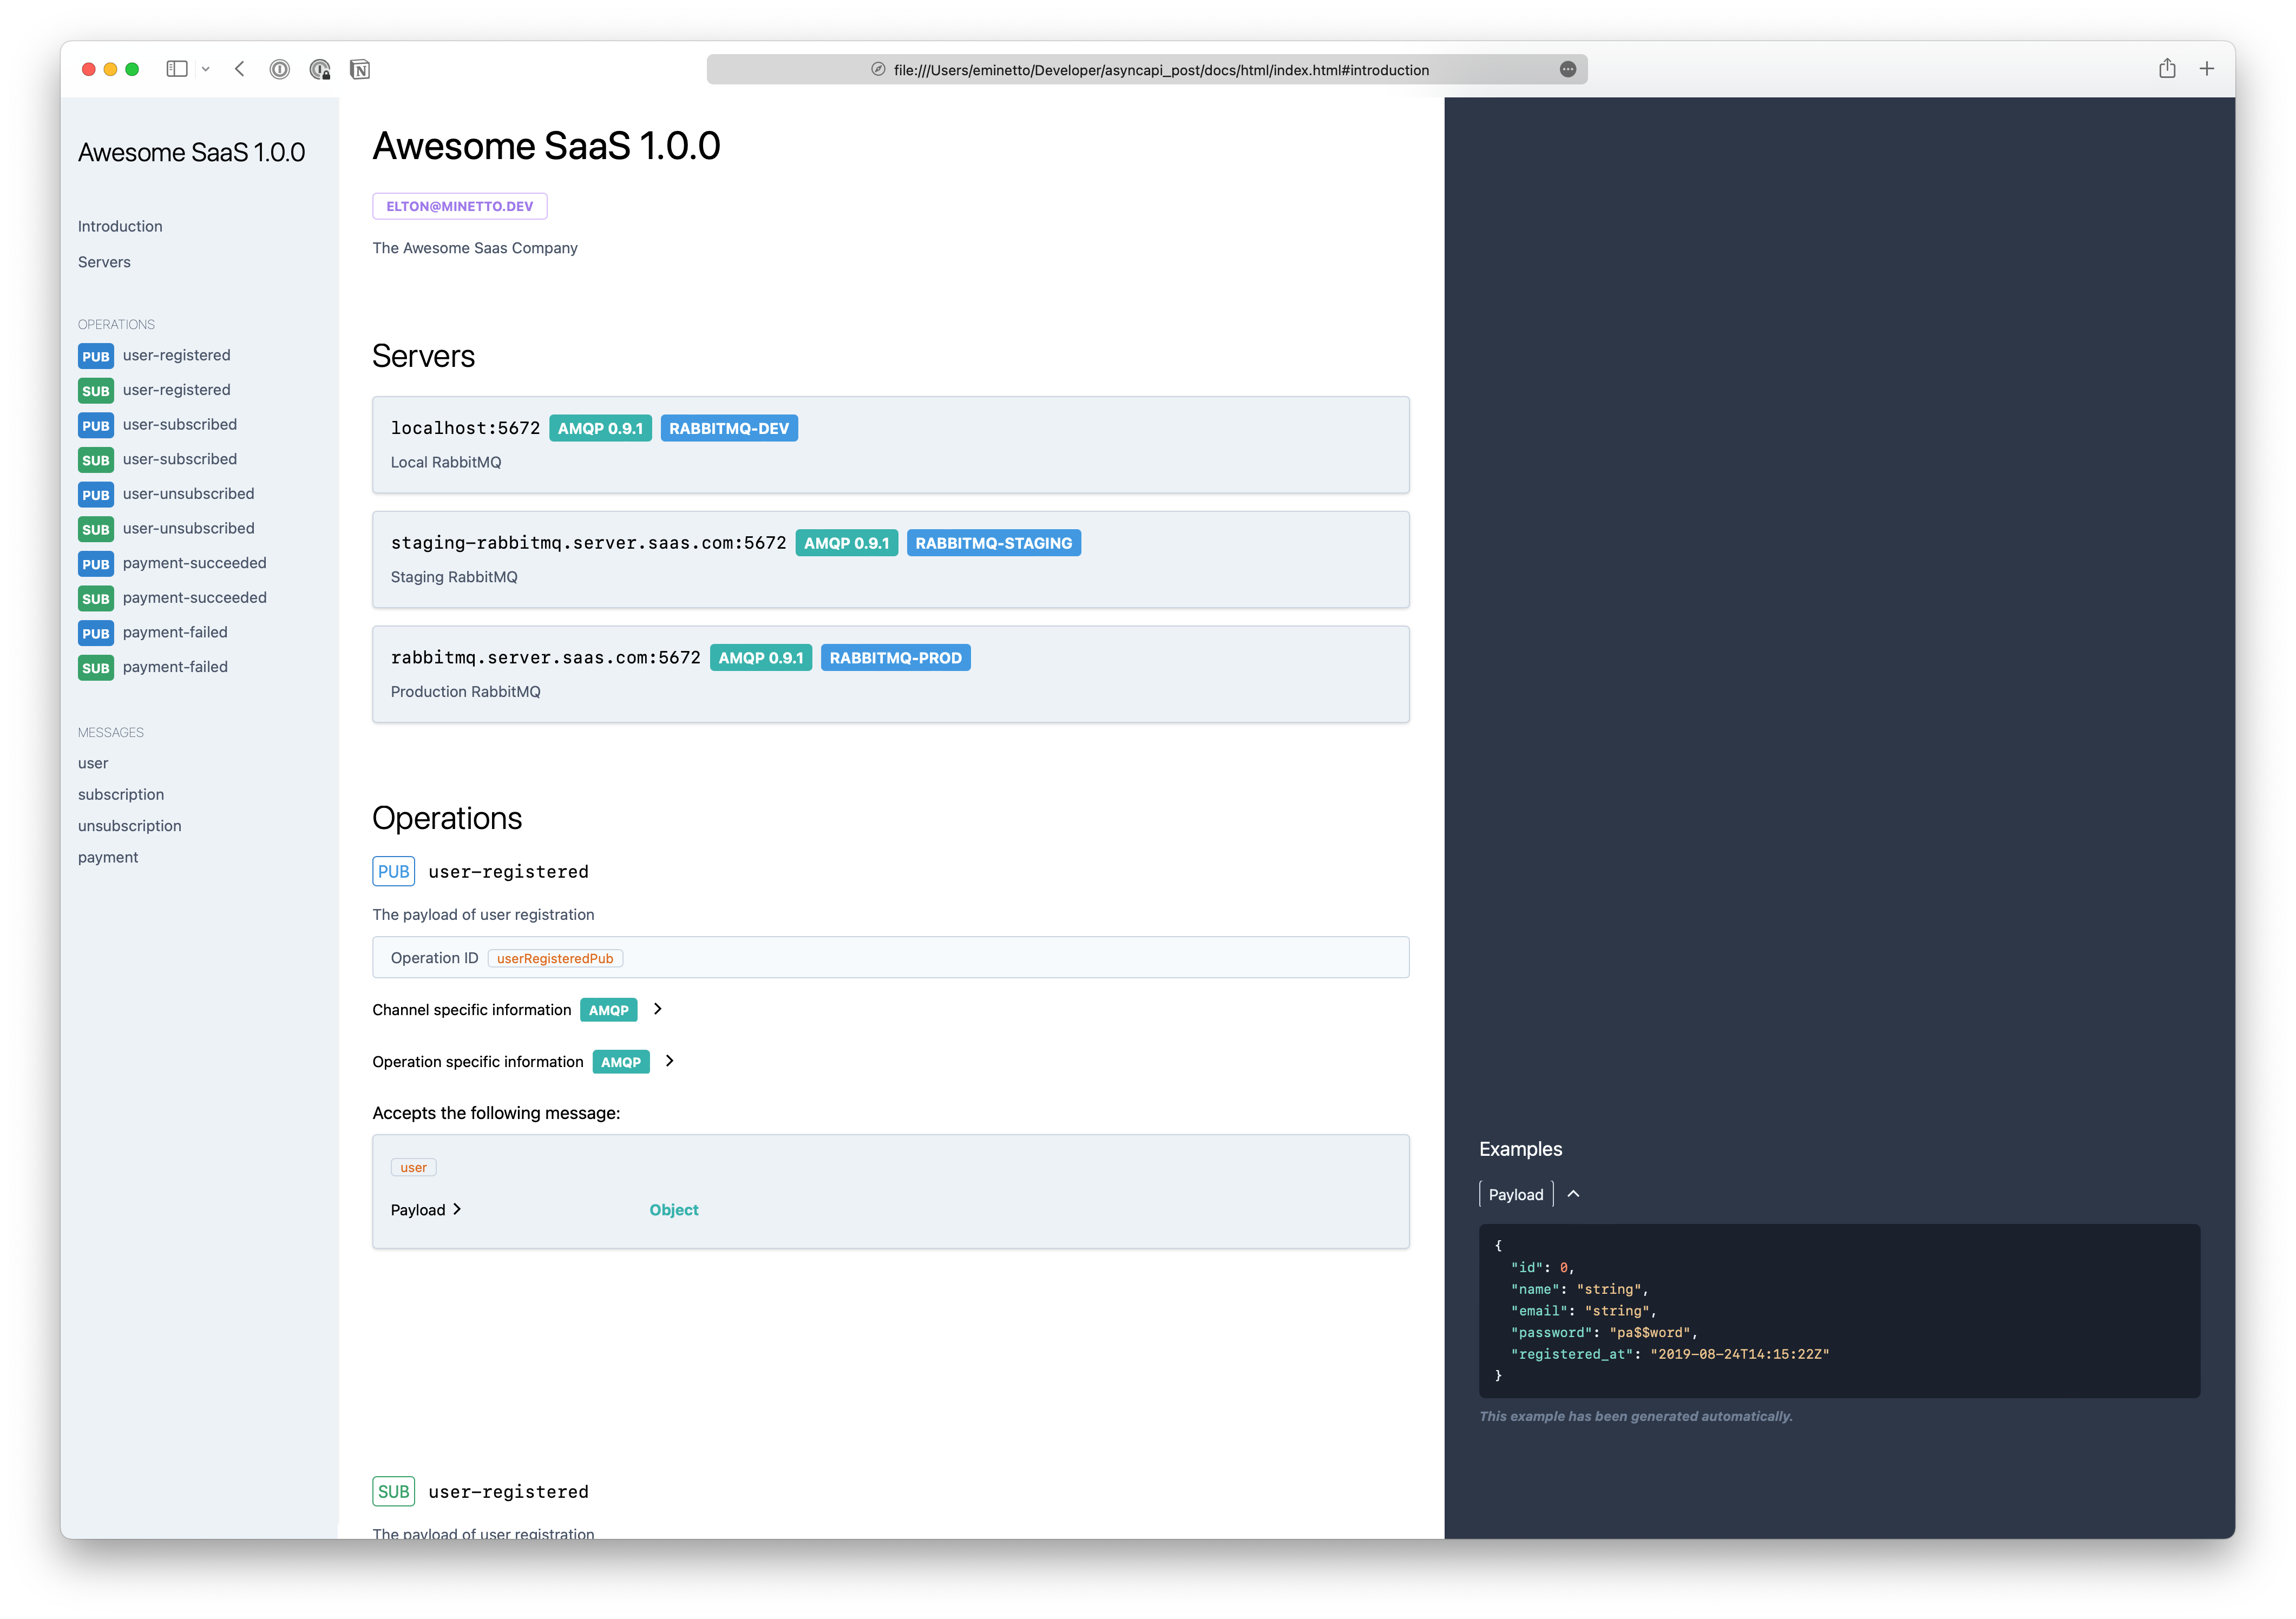 file:///Users/eminetto/Developer/asyncapi_post/docs/html/index.html#introduction
Awesome SaaS 1.0.0
Introduction
Servers
OPERATIONS
PUB user-registered
SUB user-registered
PUB user-subscribed
SUB user-subscribed
PUB user-unsubscribed
SUB user-unsubscribed
PUB payment-succeeded
SUB payment-succeeded
PUB payment-failed
SUB payment-failed
MESSAGES
user
subscription
unsubscription
payment
Awesome SaaS 1.0.0
ELTON@MINETTO.DEV
The Awesome Saas Company
Servers
localhost:5672 AMQP 0.9.1 RABBITMQ-DEV
Local RabbitMQ
staging-rabbitmq.server.saas.com:5672 AMQP 0.9.1 RABBITMQ-STAGING
Staging RabbitMQ
rabbitmq.server.saas.com:5672 AMQP 0.9.1 RABBITMQ-PROD
Production RabbitMQ
Operations
PUB user-registered
The payload of user registration
Operation ID userRegisteredPub
Channel specific information AMQP
Operation specific information AMQP
Accepts the following message:
user
Payload Object
SUB user-registered
The payload of user registration
Examples
Payload
{
"id": 0,
"name": "string",
"email": "string",
"password": "pa$$word",
"registered_at": "2019-08-24T14:15:22Z"
}
This example has been generated automatically.